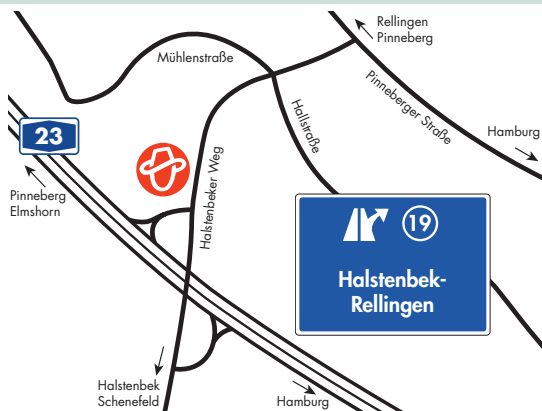 Rellingen
Pinneberg
Mühlenstraße
Pinneberger Straße
Hamburg
Hallstraße
23
Halstenbeker Weg
Pinneberg
Elmshorn
19
Halstenbek-
Rellingen
Halstenbek
Schenefeld
Hamburg